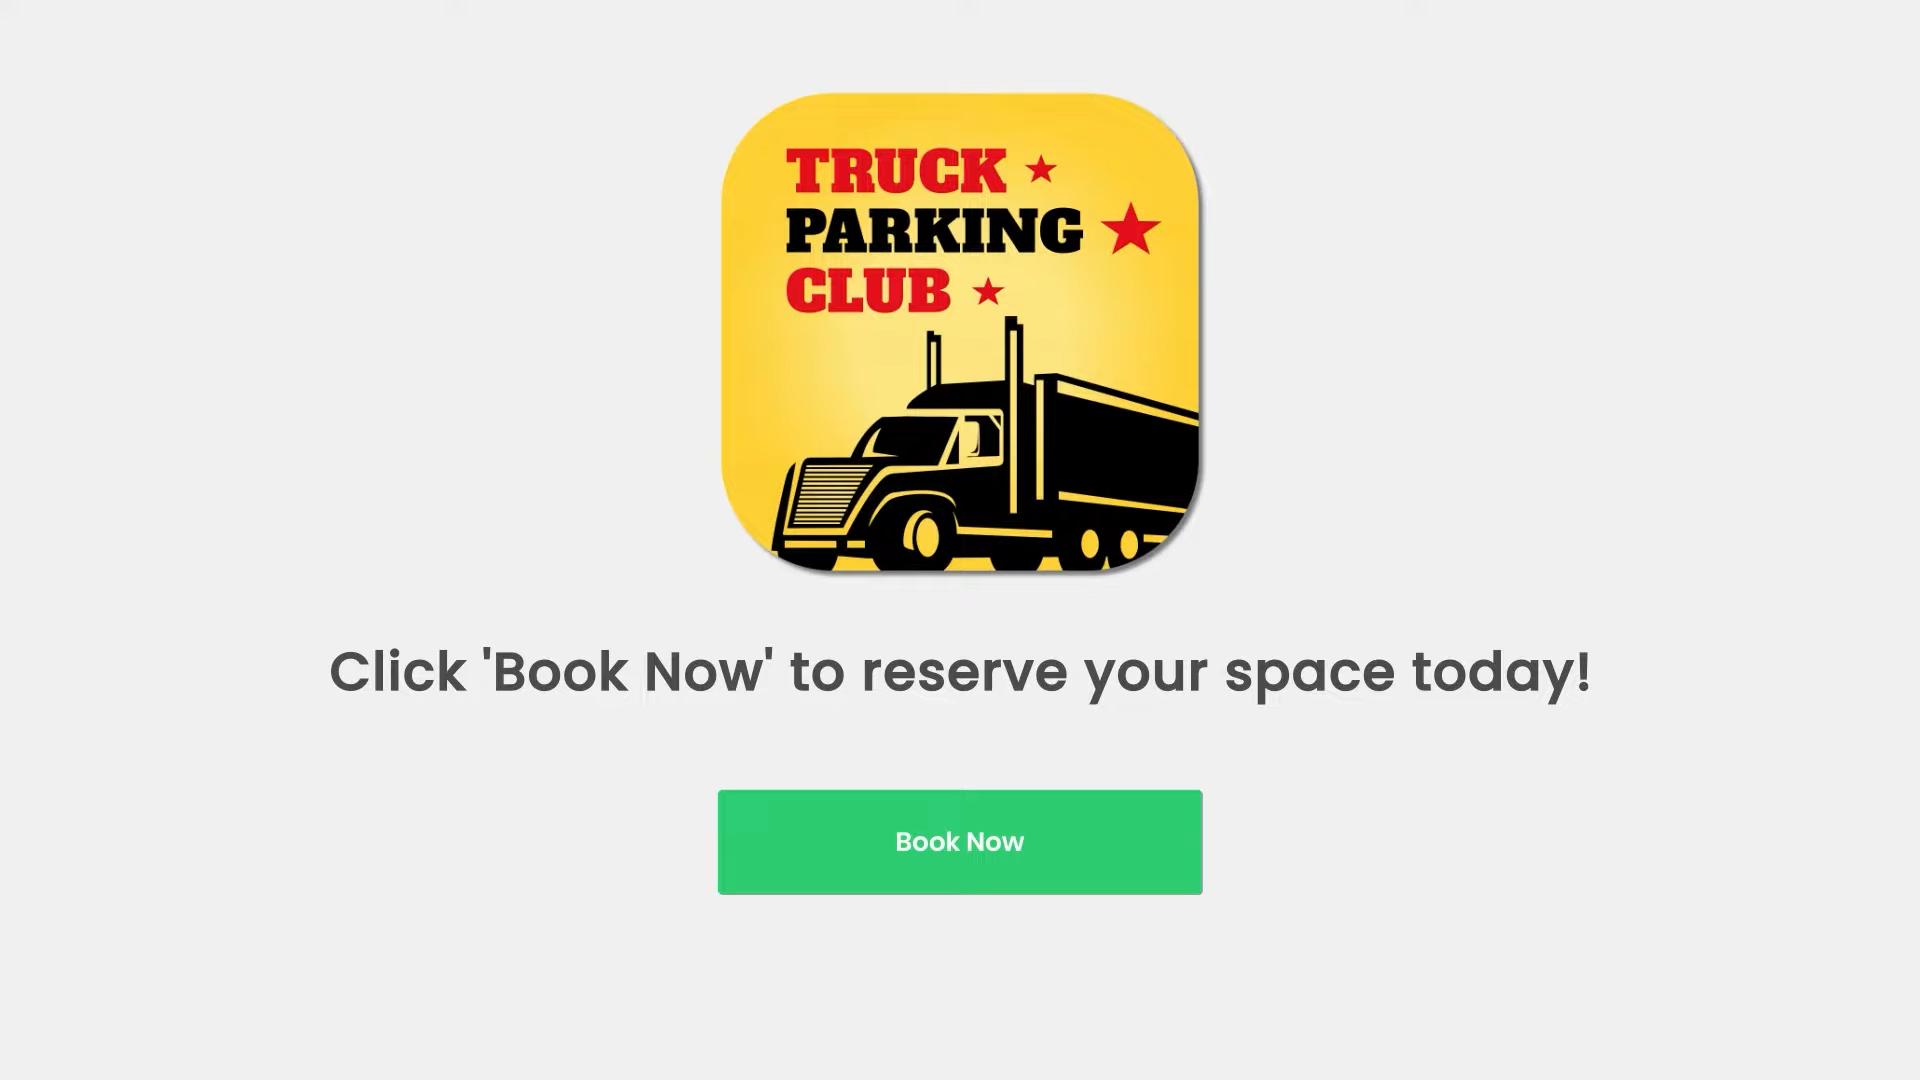 TRUCK
PARKING
CLUB
Click 'Book Now' to reserve your space today!
Book Now